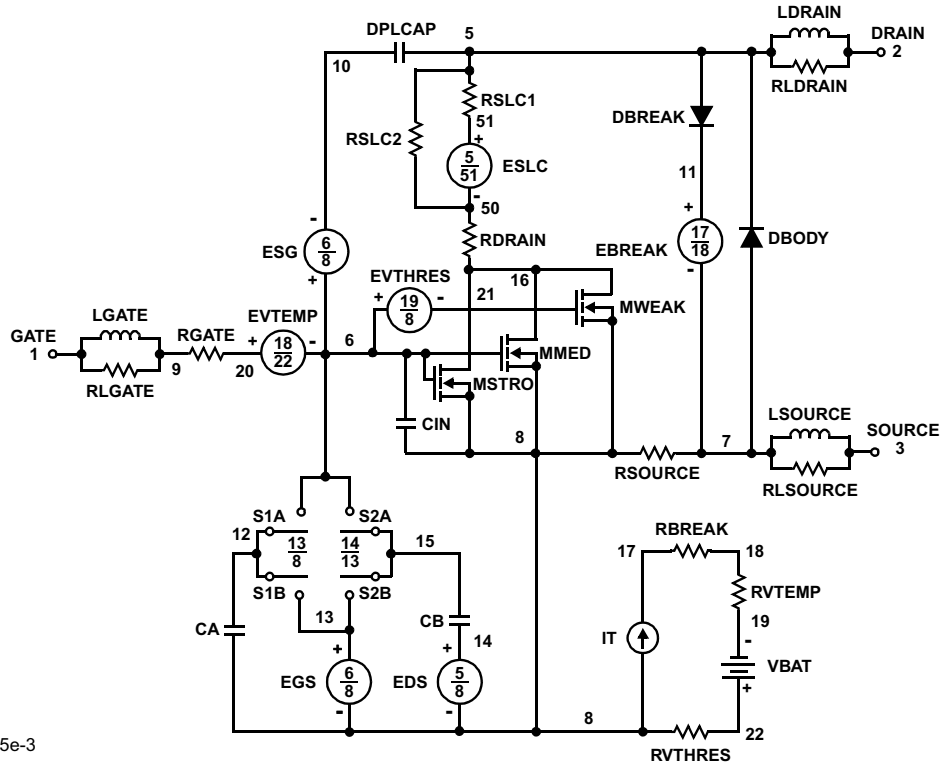 LDRAIN
DPLCAP 5 DRAIN
10 2
RSLC1 RLDRAIN
51 DBREAK
RSLC2 +
5
51 ESLC
11
- 50
- +
RDRAIN 17
18 DBODY
6
8 ESG EBREAK
+ EVTHRES 16 -
+ 19
8 - 21 MWEAK
LGATE EVTEMP
GATE RGATE + 18
22 - 6 MMED
1
9 20 MSTRO
RLGATE LSOURCE
CIN 8 7 SOURCE
3
RSOURCE
RLSOURCE
S1A S2A
12 13
8 14
13 15 RBREAK
17 18
S1B S2B RVTEMP
13 CB
CA 14 IT 19
+ + -
EGS 6
8 EDS 5
8 VBAT
- - +
8 22
RVTHRES
5e-3